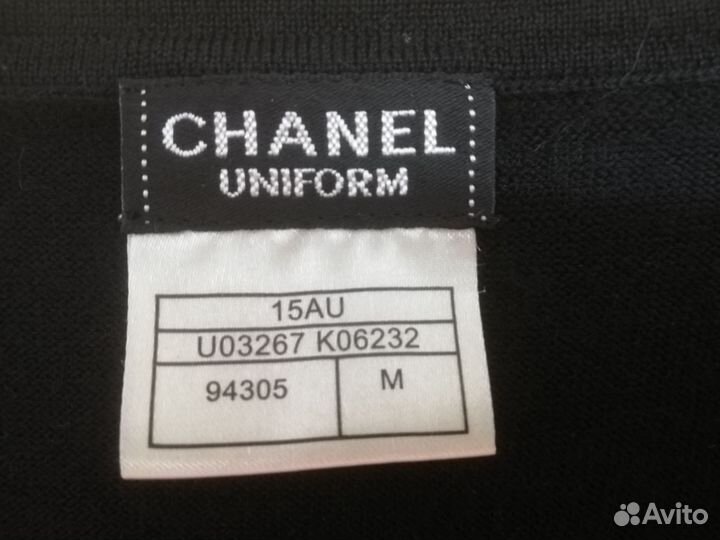 CHANEL
UNIFORM
15AU
U03267 K06232
94305 M
Avito